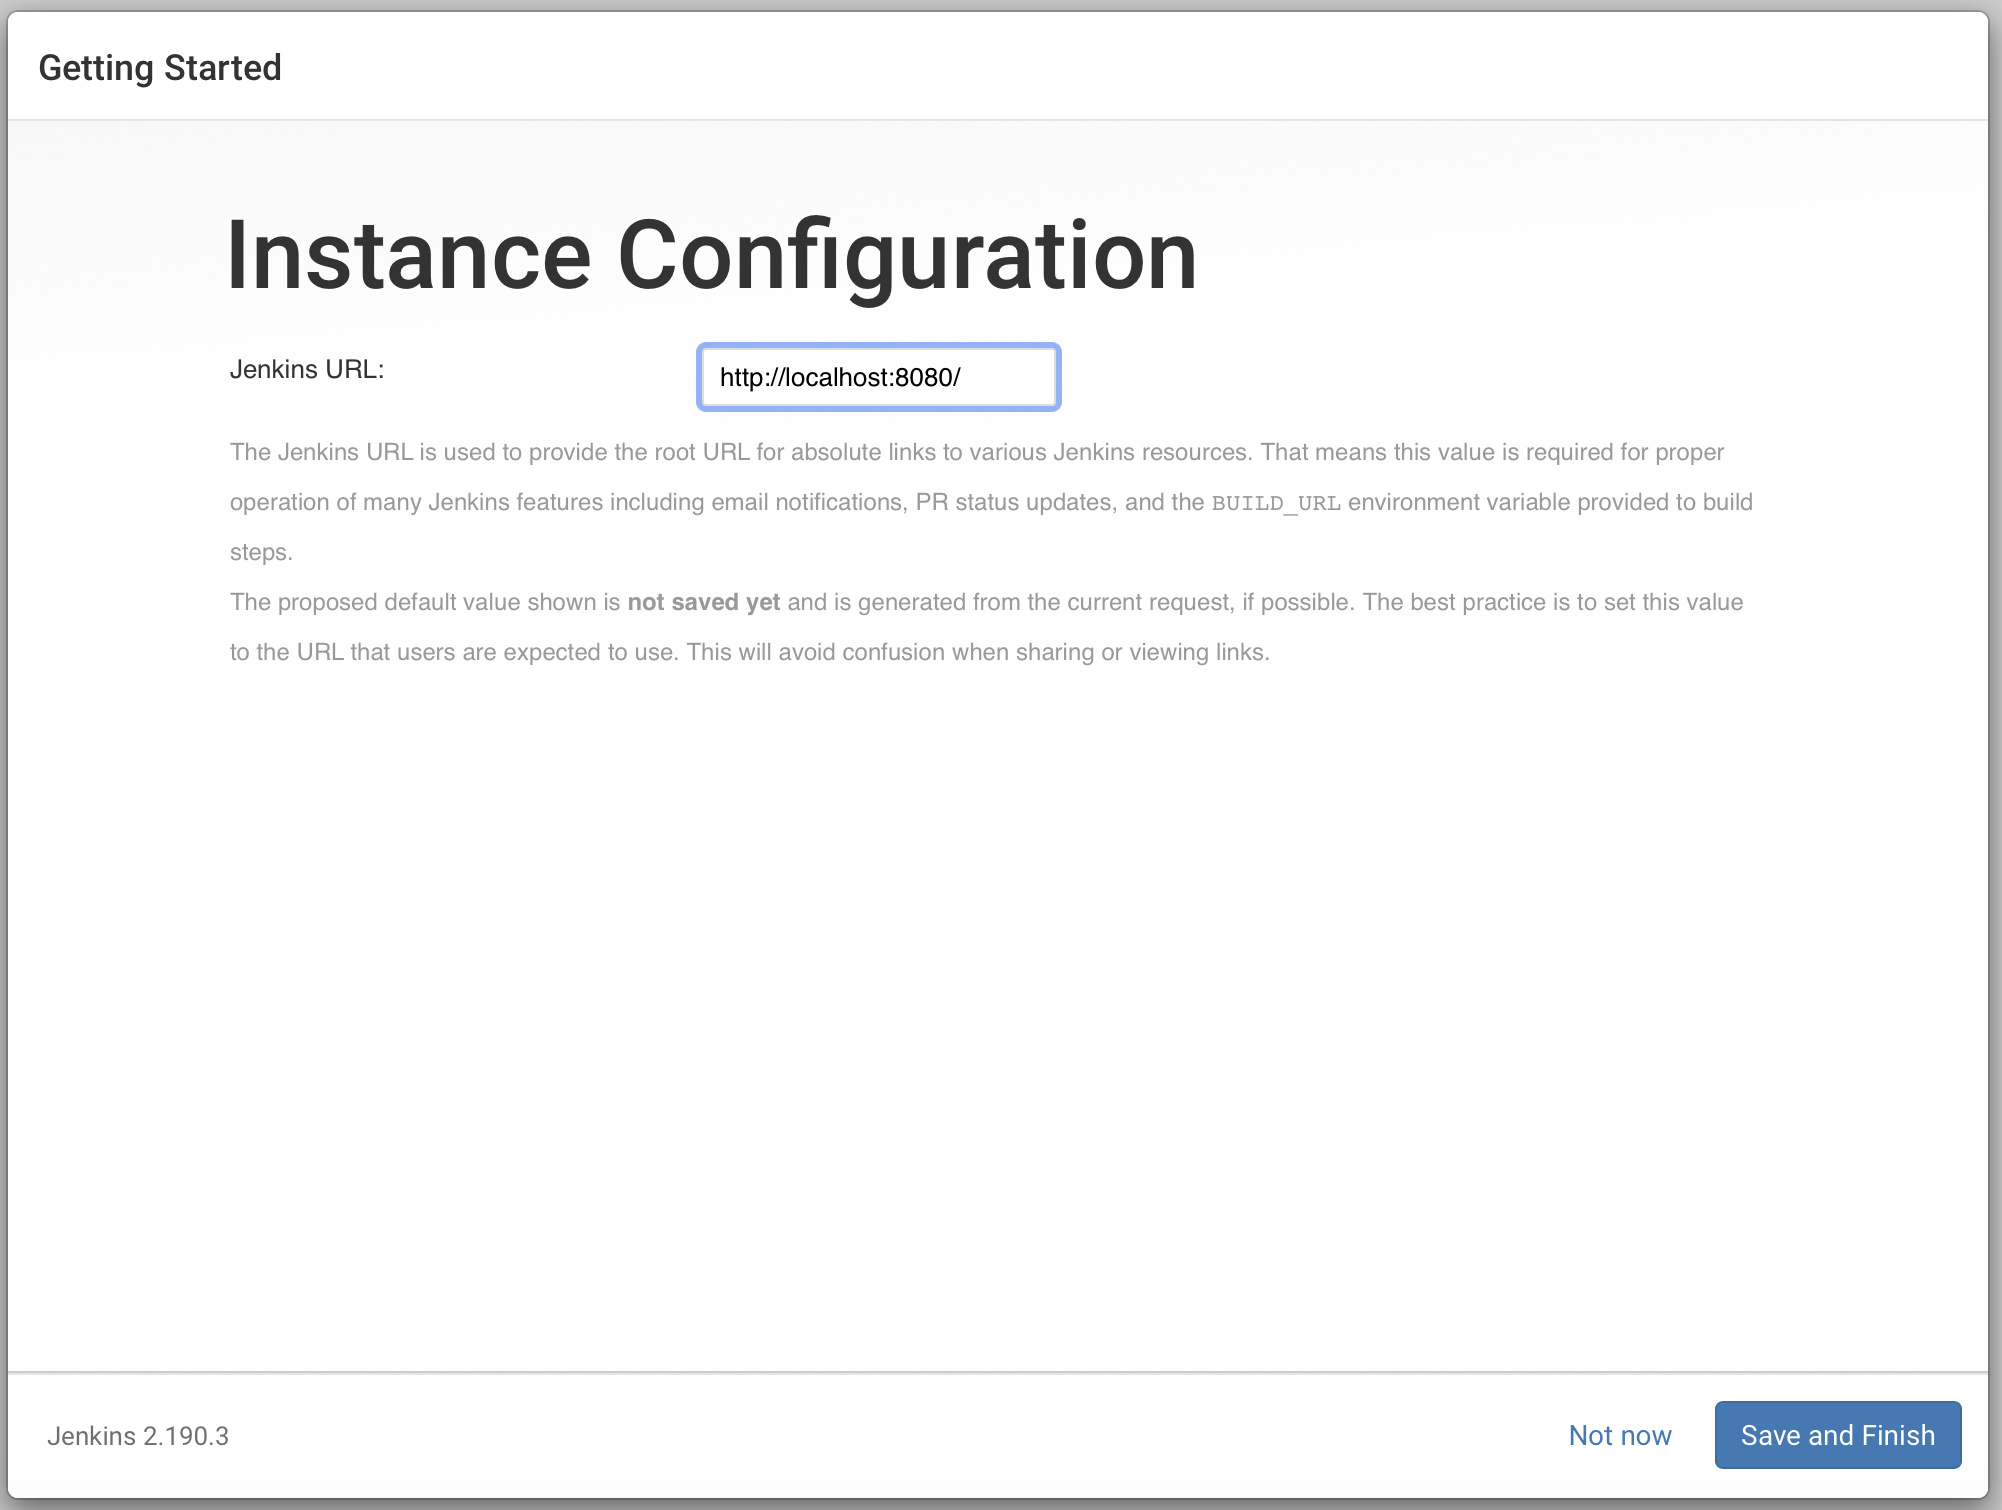 Getting Started
Instance Configuration
Jenkins URL:
http://localhost:8080/
The Jenkins URL is used to provide the root URL for absolute links to various Jenkins resources. That means this value is required for proper
operation of many Jenkins features including email notifications, PR status updates, and the BUILD_URL environment variable provided to build
steps.
The proposed default value shown is not saved yet and is generated from the current request, if possible. The best practice is to set this value
to the URL that users are expected to use. This will avoid confusion when sharing or viewing links.
Jenkins 2.190.3
Not now
Save and Finish